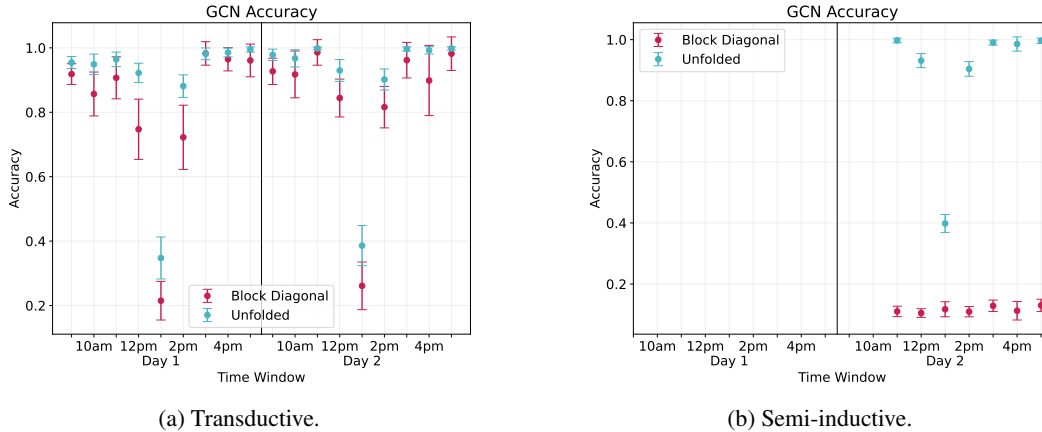 GCN Accuracy
1.0
0.8
0.6
0.4
0.2
Accuracy
Block Diagonal
Unfolded
10am 12pm 2pm 4pm 10am 12pm 2pm 4pm
Day 1 Day 2
Time Window
(a) Transductive.
GCN Accuracy
Block Diagonal
Unfolded
1.0
0.8
0.6
0.4
0.2
Accuracy
10am 12pm 2pm 4pm 10am 12pm 2pm 4pm
Day 1 Day 2
Time Window
(b) Semi-inductive.